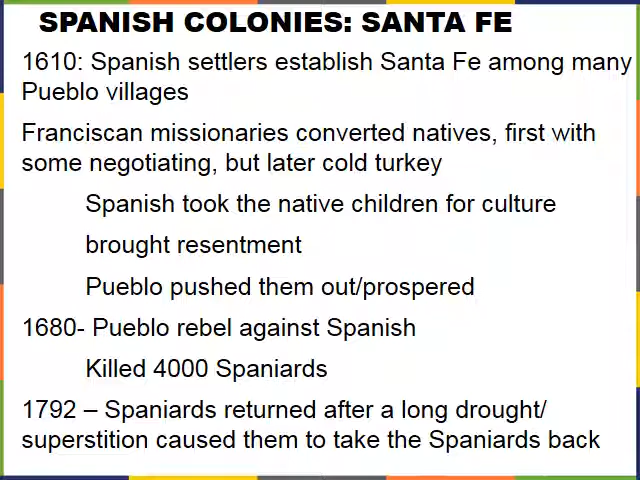 SPANISH COLONIES: SANTA FE
1610: Spanish settlers establish Santa Fe among many
Pueblo villages
Franciscan missionaries converted natives, first with
some negotiating, but later cold turkey
Spanish took the native children for culture
brought resentment
Pueblo pushed them out/prospered
1680- Pueblo rebel against Spanish
Killed 4000 Spaniards
1792 – Spaniards returned after a long drought/
superstition caused them to take the Spaniards back